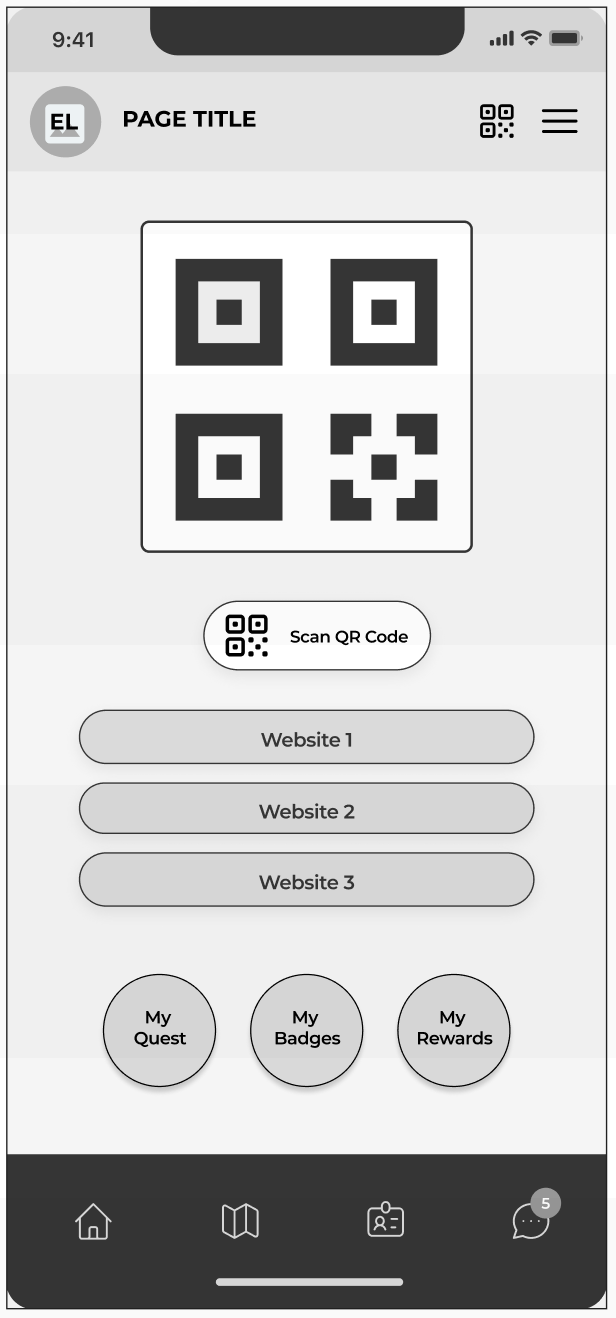 9:41
EL
PAGE TITLE
Scan QR Code
Website 1
Website 2
Website 3
My
Quest
My
Badges
My
Rewards
5